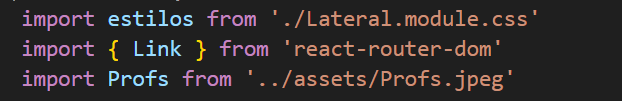 import estilos from './Lateral.module.css'
import { Link } from 'react-router-dom'
import Profs from '../assets/Profs.jpeg'